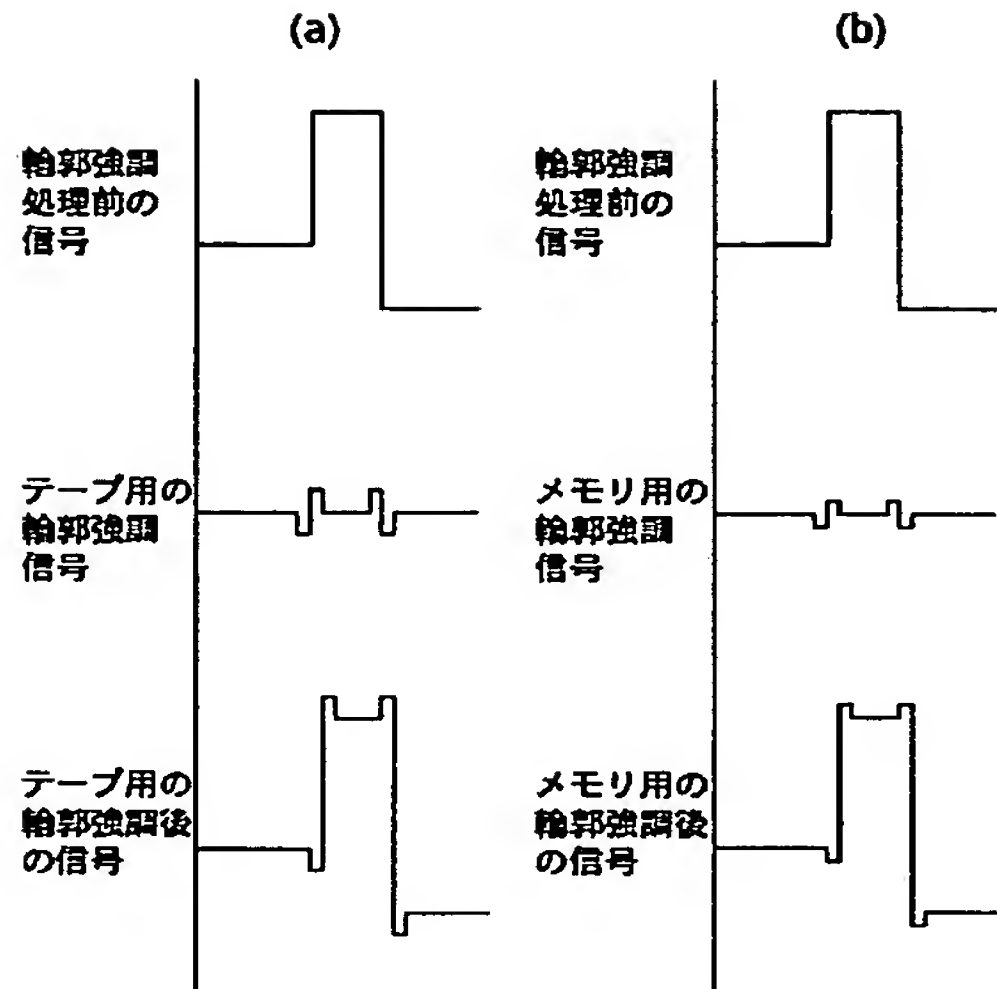 (a)
輪郭強調
処理前の
信号
テープ用の
輪郭強調
信号
テープ用の
輪郭強調後
の信号
(b)
輪郭強調
処理前の
信号
メモリ用の
輪郭強調
信号
メモリ用の
輪郭強調後
の信号